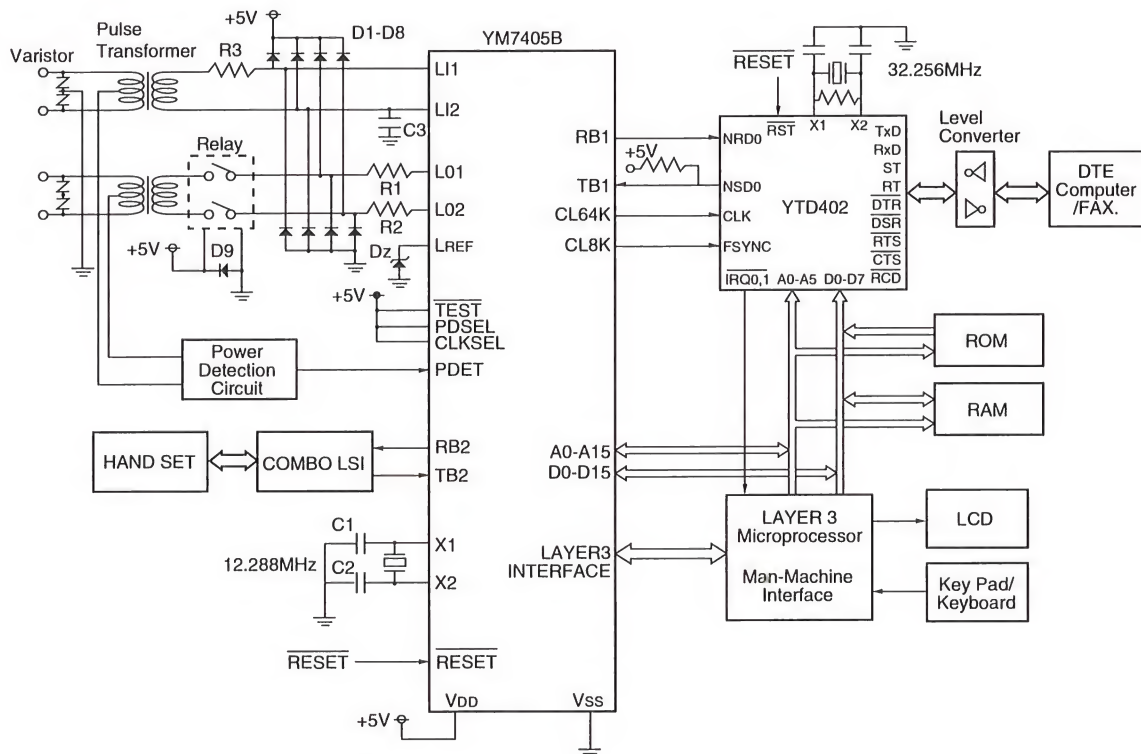 Varistor
Pulse
Transformer
+5V
D1-D8
R3
YM7405B
LI1
LI2
C3
Relay
R1
R2
L01
L02
LREF
Dz
+5V
D9
+5V
TEST
PDSEL
CLKSEL
PDET
Power
Detection
Circuit
HAND SET
COMBO LSI
RB2
TB2
C1
C2
12.288MHz
X1
X2
RESET
RESET
VDD
+5V
VSS
RB1
TB1
CL64K
CL8K
A0-A15
D0-D15
LAYER3
INTERFACE
RESET
32.256MHz
+5V
NRD0
NSD0
CLK
FSYNC
RST
X1
X2
YTD402
TxD
RxD
ST
RT
DTR
DSR
RTS
CTS
RCD
IRQ0,1
A0-A5
D0-D7
Level
Converter
DTE
Computer
/FAX.
ROM
RAM
LAYER 3
Microprocessor
Man-Machine
Interface
LCD
Key Pad/
Keyboard